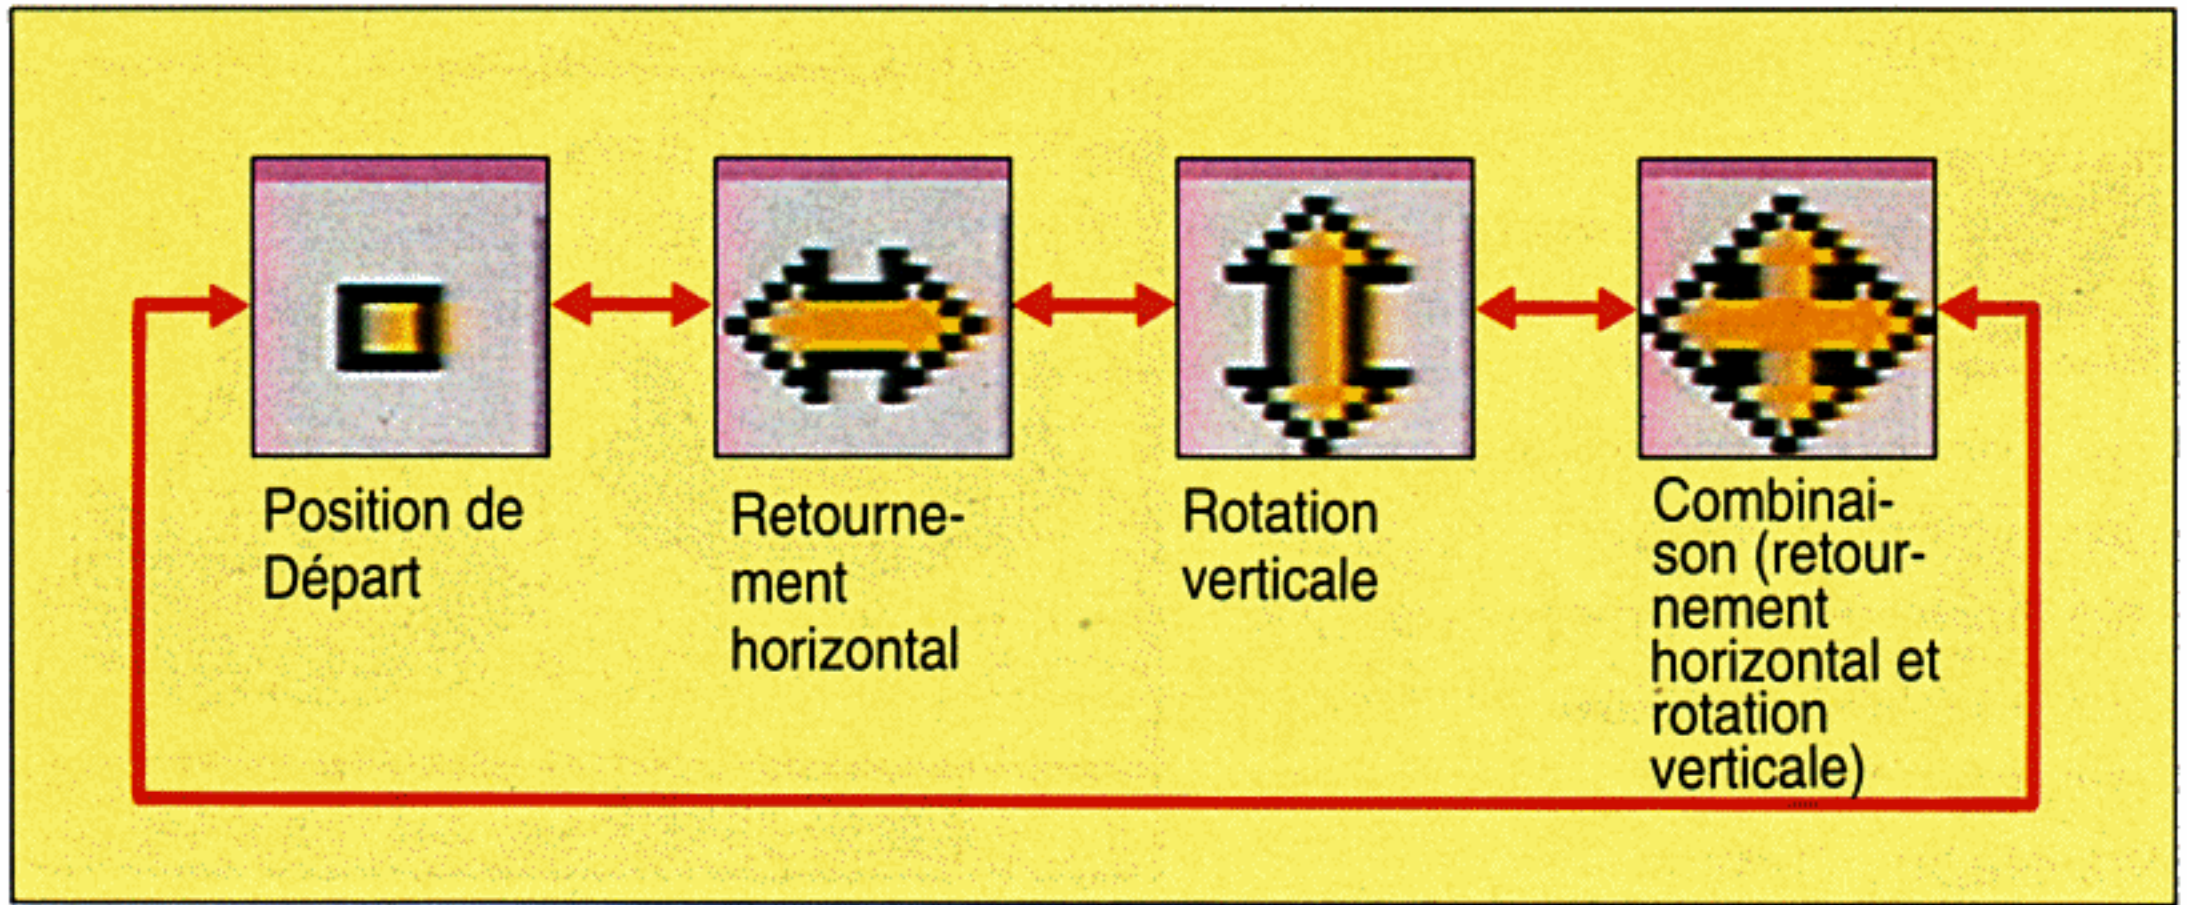 Position de
Départ
Retourne-
ment
horizontal
Rotation
verticale
Combinai-
son (retour-
nement
horizontal et
rotation
verticale)